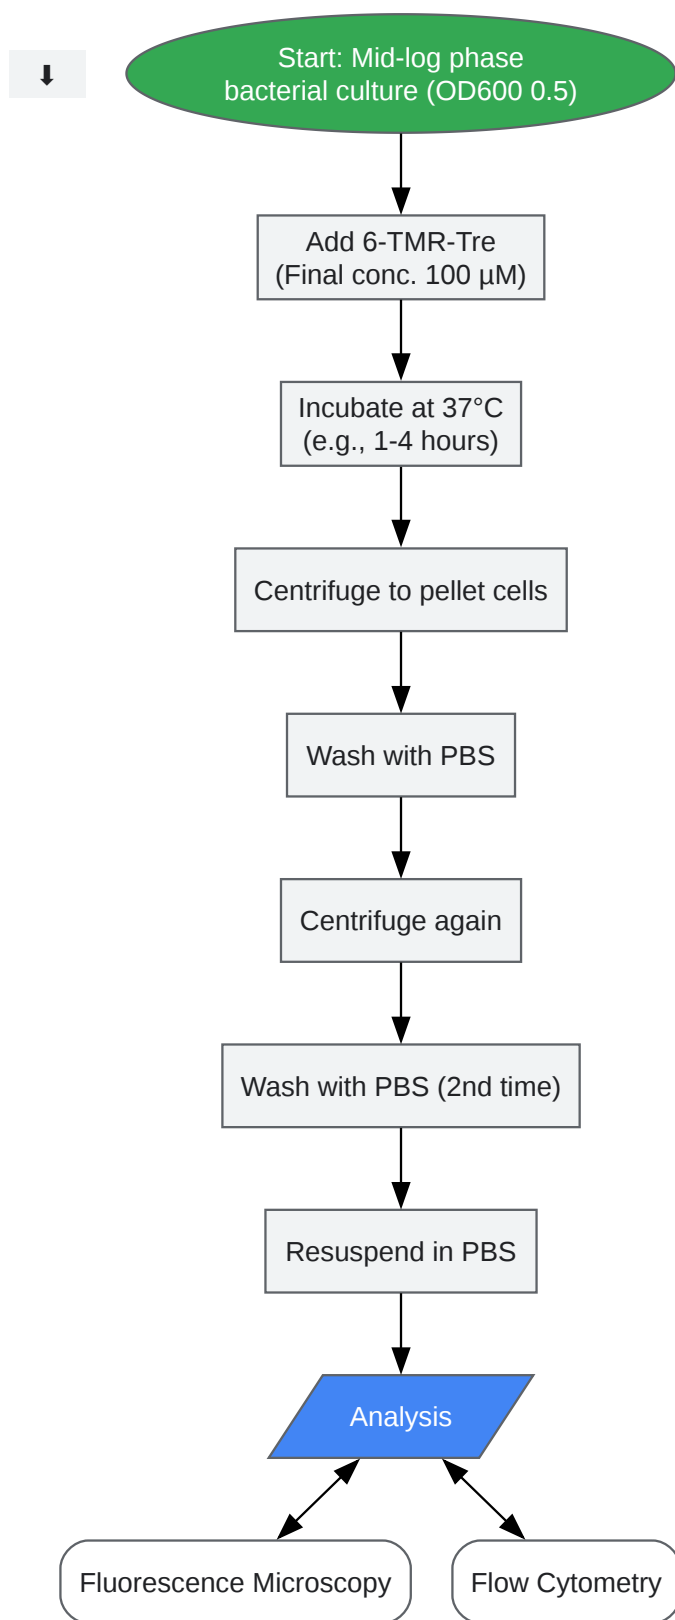 ⬇
Start: Mid-log phase
bacterial culture (OD600 0.5)
Add 6-TMR-Tre
(Final conc. 100 µM)
Incubate at 37°C
(e.g., 1-4 hours)
Centrifuge to pellet cells
Wash with PBS
Centrifuge again
Wash with PBS (2nd time)
Resuspend in PBS
Analysis
Fluorescence Microscopy
Flow Cytometry